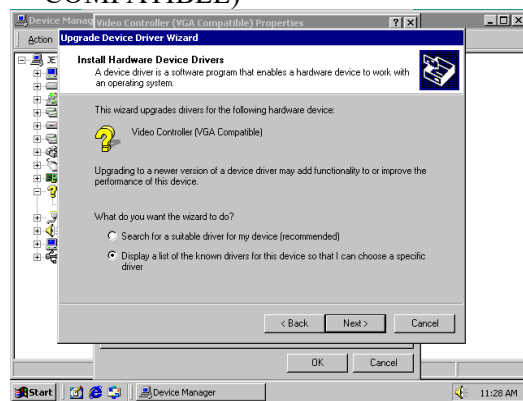 COMPATIBLE)
Device Manag
Video Controller (VGA Compatible) Properties
Action
Upgrade Device Driver Wizard
Install Hardware Device Drivers
A device driver is a software program that enables a hardware device to work with
an operating system.
This wizard upgrades drivers for the following hardware device:
Video Controller (VGA Compatible)
Upgrading to a newer version of a device driver may add functionality to or improve the
performance of this device.
What do you want the wizard to do?
Search for a suitable driver for my device (recommended)
Display a list of the known drivers for this device so that I can choose a specific
driver
< Back
Next >
Cancel
OK
Cancel
Start
Device Manager
11:28 AM